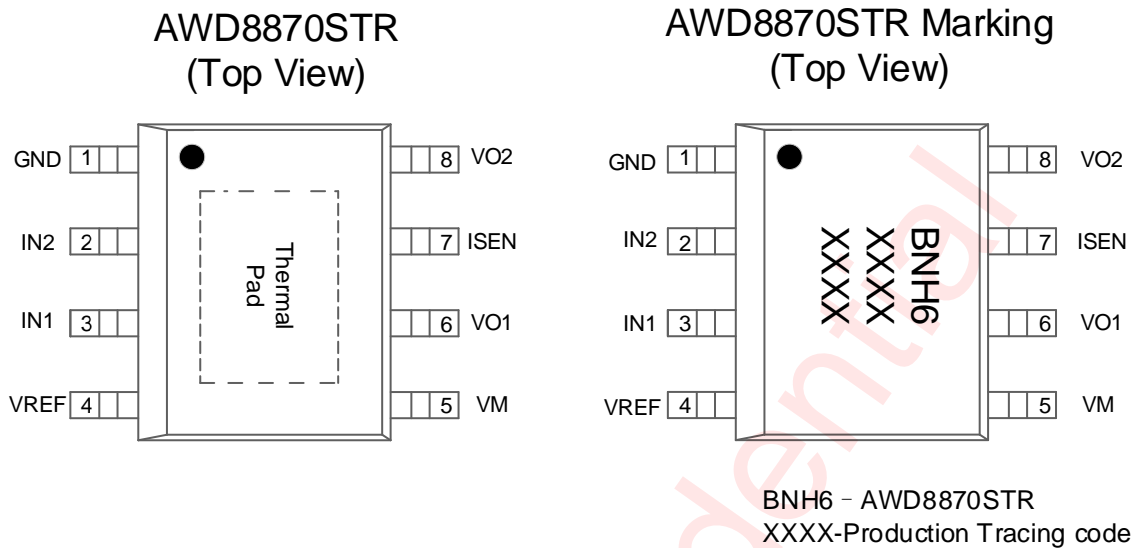 AWD8870STR
(Top View)
GND 1
IN2 2
IN1 3
VREF 4
8 VO2
7 ISEN
6 VO1
5 VM
Thermal
Pad
AWD8870STR Marking
(Top View)
GND 1
IN2 2
IN1 3
VREF 4
8 VO2
7 ISEN
6 VO1
5 VM
BNH6
XXXX
XXXX
BNH6 – AWD8870STR
XXXX-Production Tracing code
dential